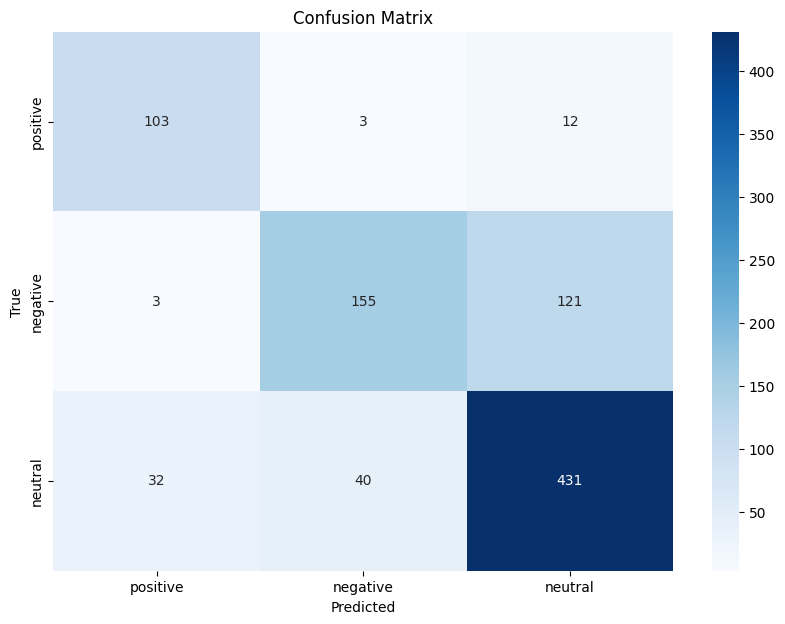 Confusion Matrix
True
positive
103 3 12
negative
3 155 121
neutral
32 40 431
positive negative neutral
Predicted
400
350
300
250
200
150
100
50